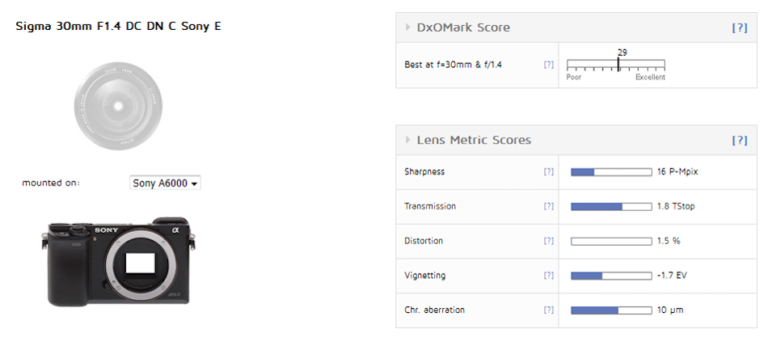 Sigma 30mm F1.4 DC DN C Sony E
mounted on:
Sony A6000
SONY
α
DxOMark Score
[?]
Best at f=30mm & f/1.4
[?]
29
Poor
Excellent
Lens Metric Scores
[?]
Sharpness
[?]
16 P-Mpix
Transmission
[?]
1.8 TStop
Distortion
[?]
1.5 %
Vignetting
[?]
-1.7 EV
Chr. aberration
[?]
10 µm